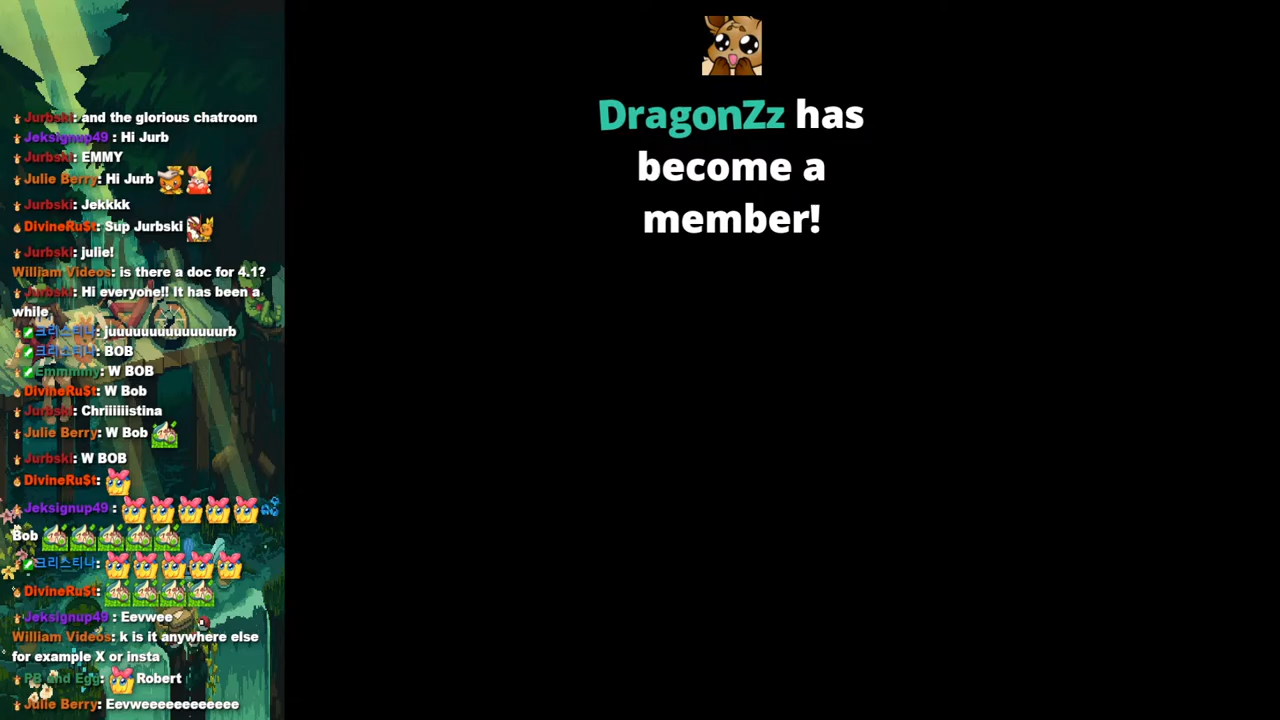 DragonZz has
become a
member!
Jurbski: and the glorious chatroom
Jeksignup49 : Hi Jurb
Jurbski: EMMY
Julie Berry: Hi Jurb
Jurbski: Jekkkk
DivineRu$t: Sup Jurbski
Jurbski: julie!
William Videos: is there a doc for 4.1?
Jurbski: Hi everyone!! It has been a
while
크리스티나: juuuuuuuuuuuuuurb
크리스티나: BOB
Emmmmy: W BOB
DivineRu$t: W Bob
Jurbski: Chriiiiiistina
Julie Berry: W Bob
Jurbski: W BOB
DivineRu$t:
Jeksignup49 :
Bob
크리스티나:
DivineRu$t:
Jeksignup49 : Eevwee
William Videos: k is it anywhere else
for example X or insta
PB and Egg: Robert
Julie Berry: Eevweeeeeeeeeeee